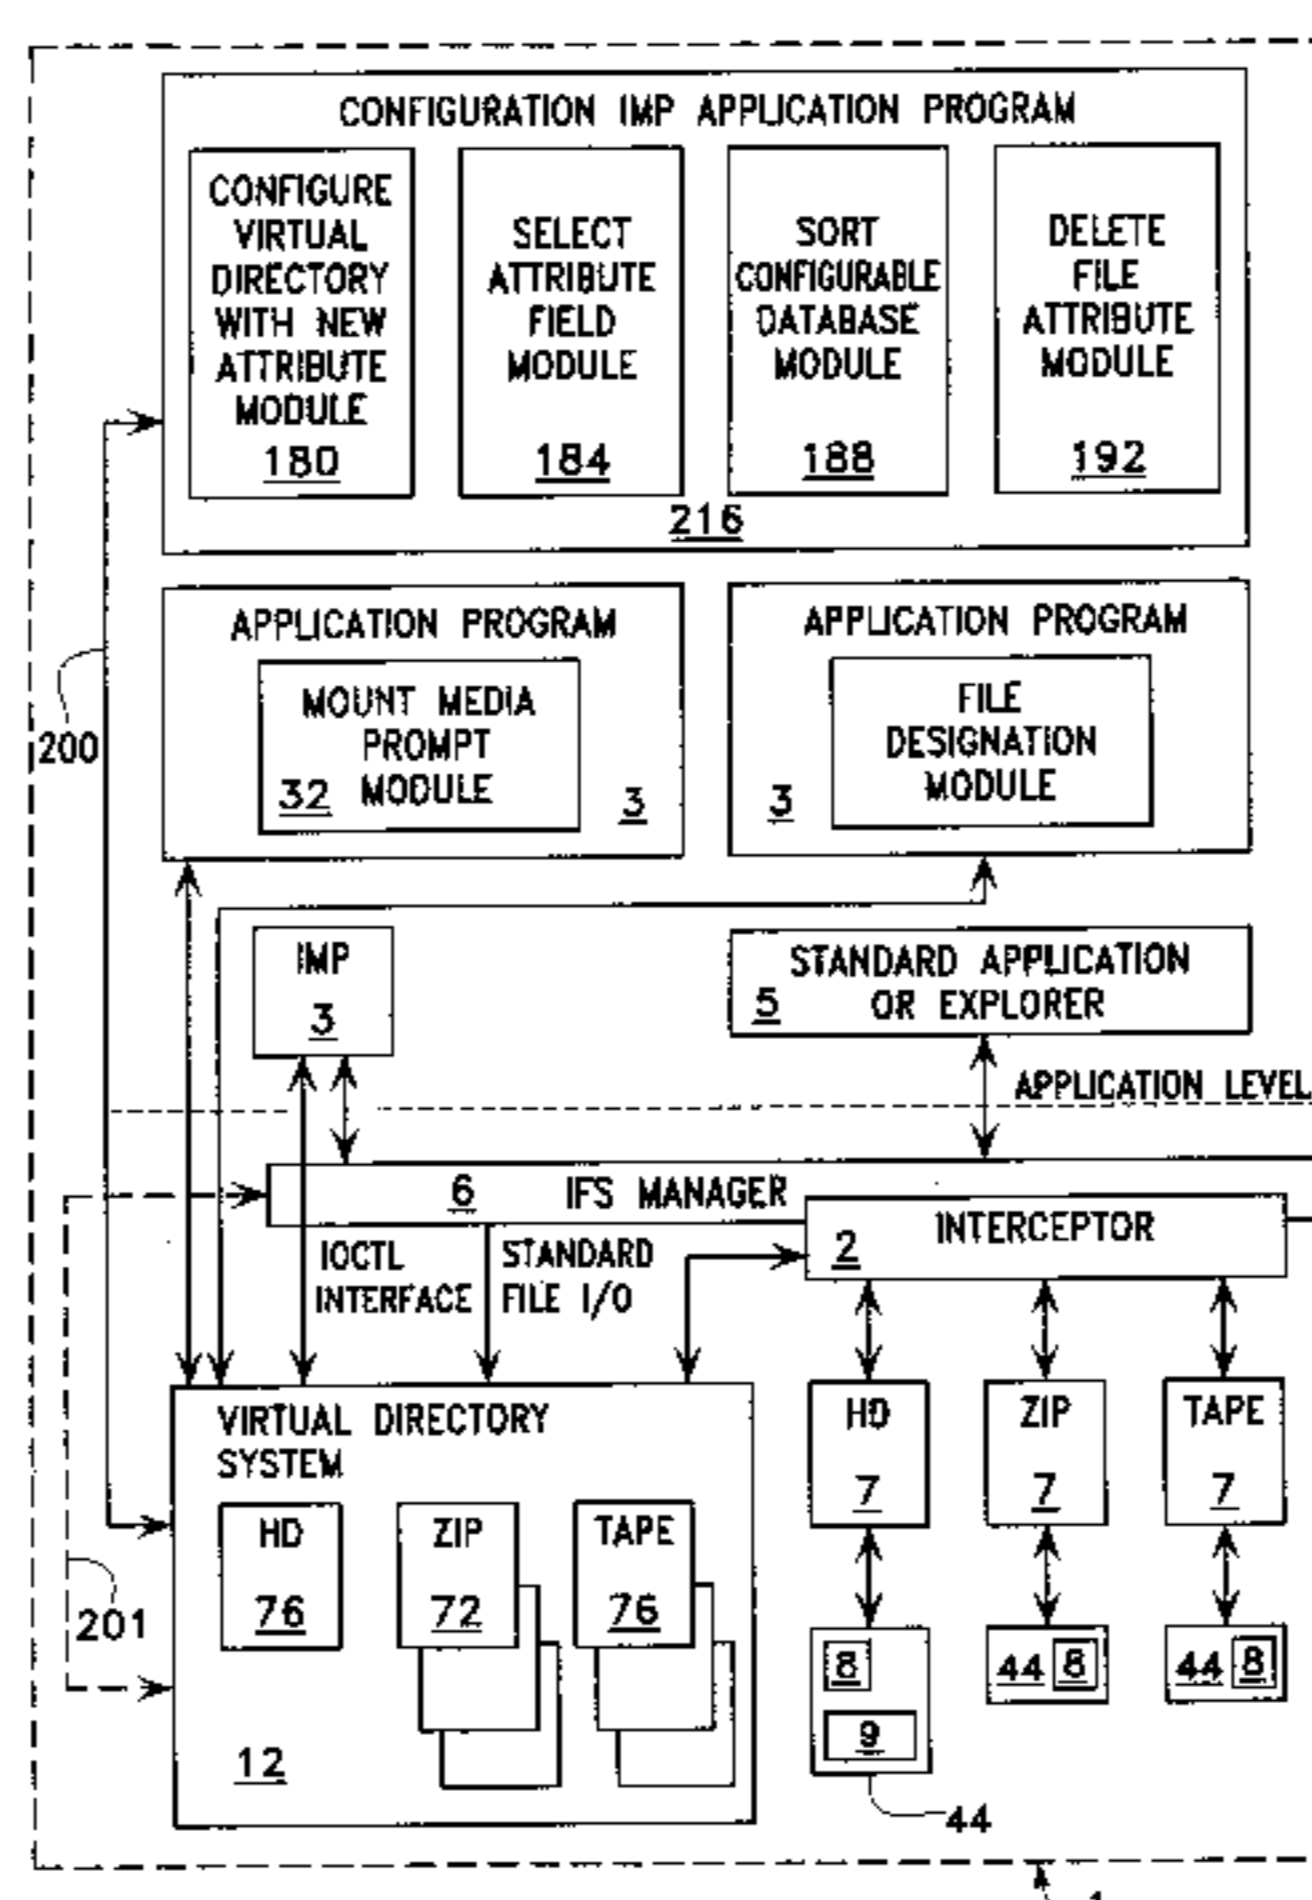 CONFIGURATION IMP APPLICATION PROGRAM
CONFIGURE
VIRTUAL
DIRECTORY
WITH NEW
ATTRIBUTE
MODULE
180
SELECT
ATTRIBUTE
FIELD
MODULE
184
SORT
CONFIGURABLE
DATABASE
MODULE
188
DELETE
FILE
ATTRIBUTE
MODULE
192
216
APPLICATION PROGRAM
MOUNT MEDIA
PROMPT
32 MODULE
3
APPLICATION PROGRAM
FILE
DESIGNATION
MODULE
3
200
IMP
3
STANDARD APPLICATION
5 OR EXPLORER
APPLICATION LEVEL
6 IFS MANAGER
INTERCEPTOR
2
IOCTL
INTERFACE
STANDARD
FILE I/O
VIRTUAL DIRECTORY
SYSTEM
HD
76
ZIP
72
TAPE
76
12
201
HD
7
ZIP
7
TAPE
7
8
9
44
44 8
44 8